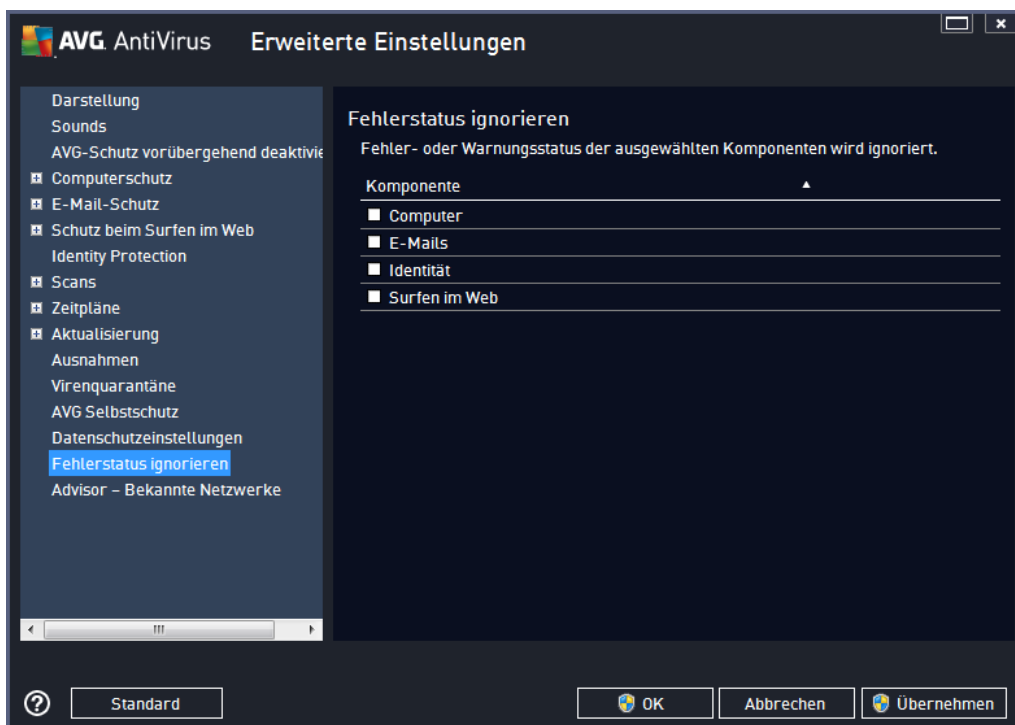 AVG. AntiVirus Erweiterte Einstellungen
Darstellung
Sounds
AVG-Schutz vorübergehend deaktivie
Computerschutz
E-Mail-Schutz
Schutz beim Surfen im Web
Identity Protection
Scans
Zeitpläne
Aktualisierung
Ausnahmen
Virenquarantäne
AVG Selbstschutz
Datenschutzeinstellungen
Fehlerstatus ignorieren
Advisor – Bekannte Netzwerke
Fehlerstatus ignorieren
Fehler- oder Warnungsstatus der ausgewählten Komponenten wird ignoriert.
Komponente
Computer
E-Mails
Identität
Surfen im Web
Standard
OK
Abbrechen
Übernehmen